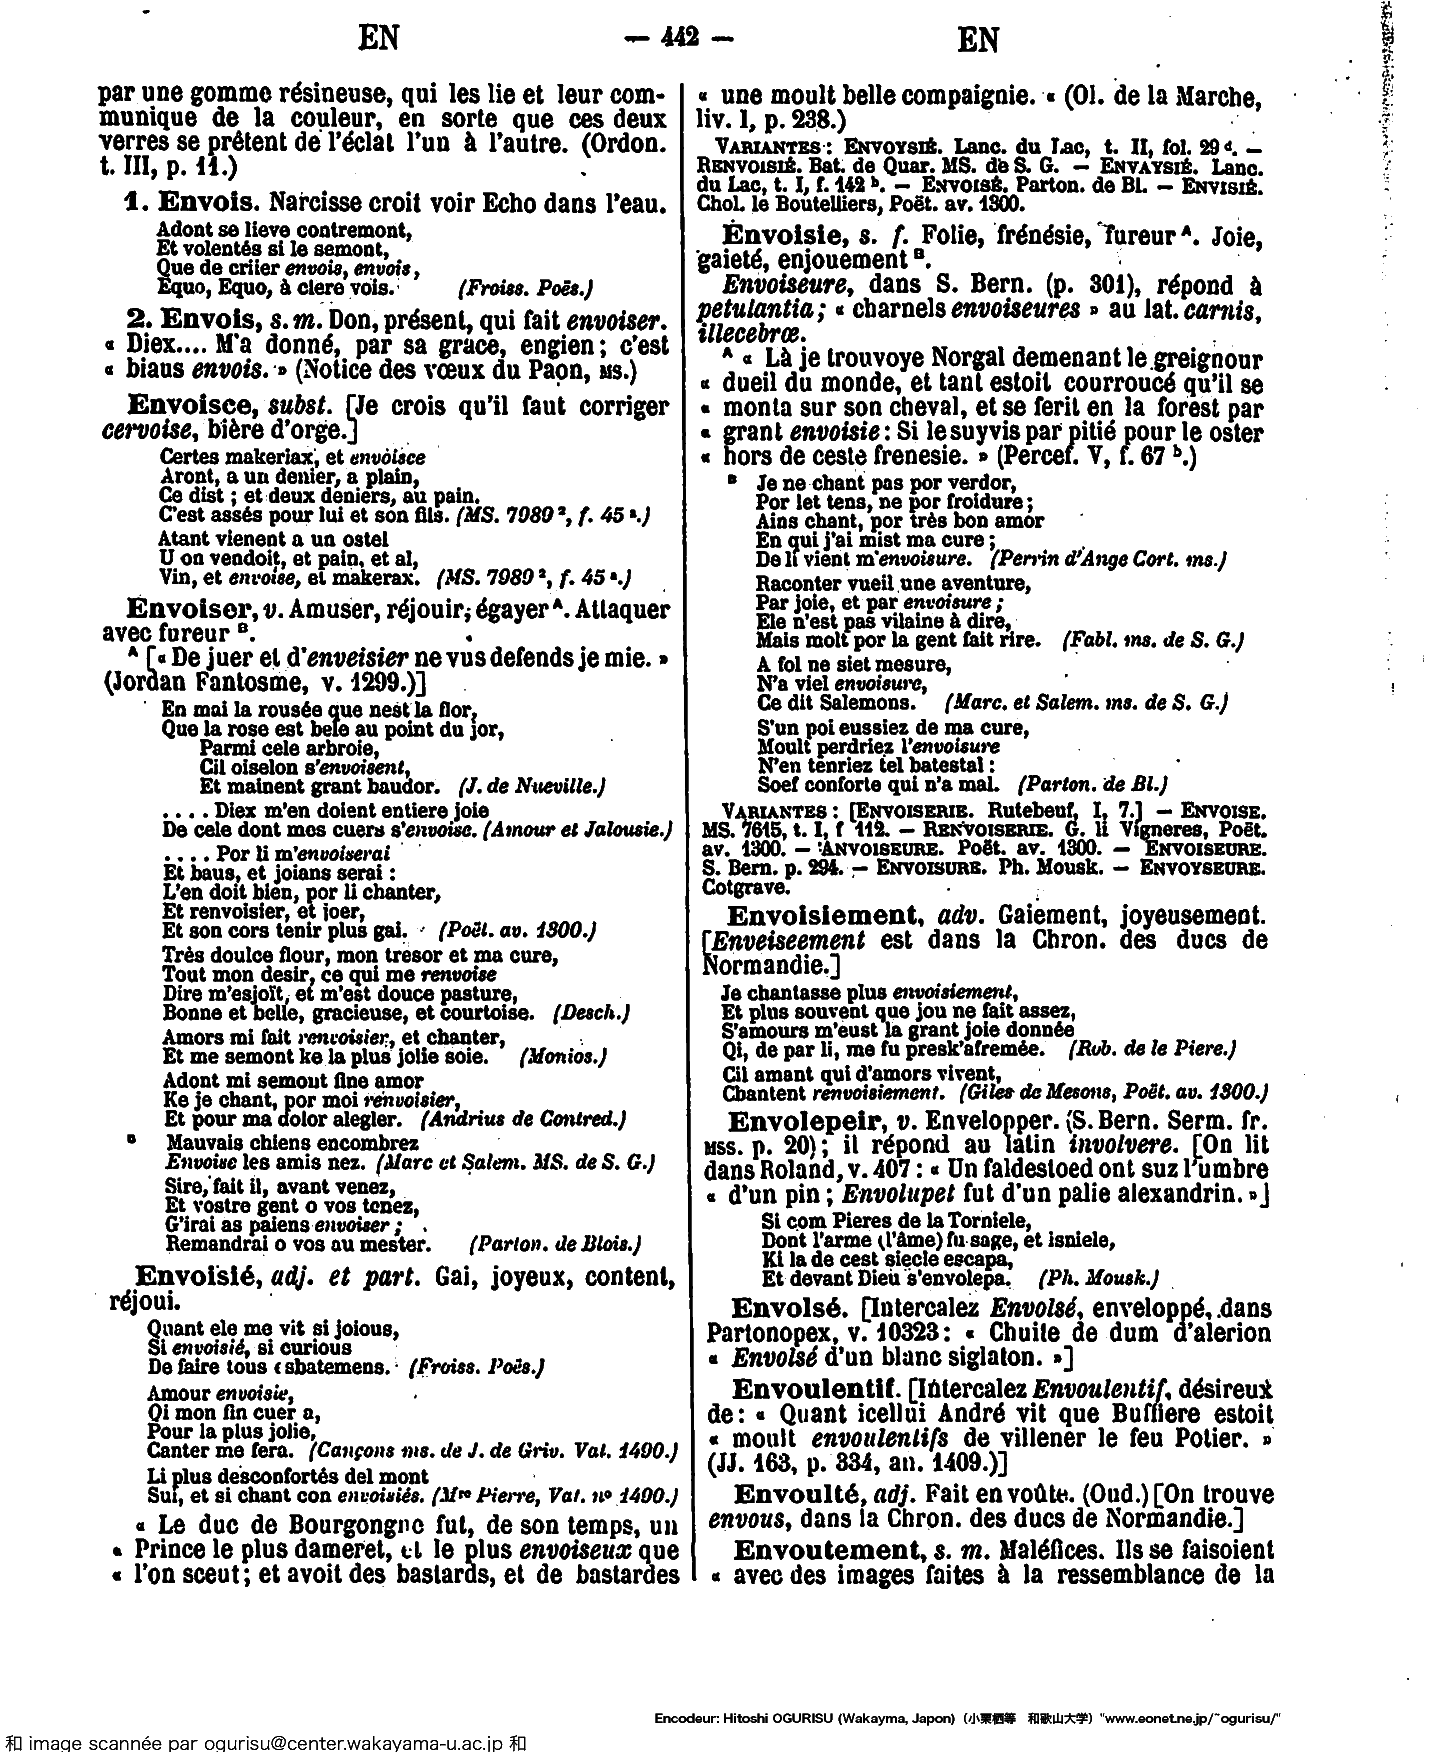 EN
— 442 —
EN
par une gomme résineuse, qui les lie et leur com-
munique de la couleur, en sorte que ces deux
verres se prêtent de l'éclat l'un à l'autre. (Ordon.
t. III, p. 11.)
1. Envois. Narcisse croit voir Echo dans l'eau.
Adont se lieve contremont,
Et volentés si le semont,
Que de criier envois, envois,
Equo, Equo, à clere vois. (Froiss. Poës.)
2. Envois, s. m. Don, présent, qui fait envoiser.
« Diex.... M'a donné, par sa grace, engien ; c'est
« biaus envois. » (Notice des vœux du Paon, MS.)
Envoisce, subst. [Je crois qu'il faut corriger
cervoise, bière d'orge.]
Certes makeriax, et envoisce
Aront, a un denier, a plain,
Ce dist ; et deux deniers, au pain.
C'est assés pour lui et son fils. (MS. 7989 ², f. 45 ª.)
Atant vienent a un ostel
U on vendoit, et pain, et al,
Vin, et envoise, et makerax. (MS. 7989 ², f. 45 ª.)
Envoiser, v. Amuser, réjouir, égayer ᴬ. Attaquer
avec fureur ᴮ.
ᴬ [« De juer et d'enveisier ne vus defends je mie. »
(Jordan Fantosme, v. 1299.)]
En mai la rousée que nest la flor,
Que la rose est bele au point du jor,
Parmi cele arbroie,
Cil oiselon s'envoisent,
Et mainent grant baudor. (J. de Nueville.)
.... Diex m'en doient entiere joie
De cele dont mes cuers s'envoise. (Amour et Jalousie.)
.... Por li m'envoiserai
Et baus, et joians serai :
L'en doit bien, por li chanter,
Et renvoisier, et joer,
Et son cors tenir plus gai. (Poët. av. 1300.)
Très doulce flour, mon tresor et ma cure,
Tout mon desir, ce qui me renvoise
Dire m'esjoït, et m'est douce pasture,
Bonne et belle, gracieuse, et courtoise. (Desch.)
Amors mi fait renvoisier, et chanter,
Et me semont ke la plus jolie soie. (Monios.)
Adont mi semont fine amor
Ke je chant, por moi renvoisier,
Et pour ma dolor alegier. (Andrius de Contred.)
ᴮ Mauvais chiens encombrez
Envoise les amis nez. (Marc et Salem. MS. de S. G.)
Sire, fait il, avant venez,
Et vostre gent o vos tenez,
G'irai as paiens envoiser ;
Remandrai o vos au mester. (Parton. de Blois.)
Envoisié, adj. et part. Gai, joyeux, content,
réjoui.
Quant ele me vit si joious,
Si envoisié, si curious
De faire tous esbatemens. (Froiss. Poës.)
Amour envoisie,
Qi mon fin cuer a,
Pour la plus jolie,
Canter me fera. (Cançons ms. de J. de Griv. Vat. 1490.)
Li plus desconfortés del mont
Sui, et si chant con envoisiés. (Mʳᵉ Pierre, Vat. nº 1490.)
« Le duc de Bourgongne fut, de son temps, un
« Prince le plus dameret, et le plus envoiseux que
« l'on sceut ; et avoit des bastards, et de bastardes
« une moult belle compaignie. « (Ol. de la Marche,
liv. I, p. 238.)
VARIANTES : ENVOYSIÉ. Lanc. du Lac, t. II, fol. 29 ᵈ. —
RENVOISIÉ. Bat. de Quar. MS. de S. G. — ENVAYSIÉ. Lanc.
du Lac, t. I, f. 142 ᵇ. — ENVOISÉ. Parton. de Bl. — ENVISIÉ.
Chol. le Boutelliers, Poët. av. 1300.
Envoisie, s. f. Folie, frénésie, fureur ᴬ. Joie,
gaieté, enjouement ᴮ.
Envoiseure, dans S. Bern. (p. 301), répond à
petulantia ; « charnels envoiseures » au lat. carnis,
illecebræ.
ᴬ « Là je trouvoye Norgal demenant le greignour
« dueil du monde, et tant estoit courroucé qu'il se
« monta sur son cheval, et se ferit en la forest par
« grant envoisie : Si le suyvis par pitié pour le oster
« hors de ceste frenesie. » (Percef. V, f. 67 ᵇ.)
ᴮ Je ne chant pas por verdor,
Por let tens, ne por froidure ;
Ains chant, por très bon amor
En qui j'ai mist ma cure ;
De li vient m'envoisure. (Perrin d'Ange Cort. ms.)
Raconter vueil une aventure,
Par joie, et par envoisure ;
Ele n'est pas vilaine à dire,
Mais molt por la gent fait rire. (Fabl. ms. de S. G.)
A fol ne siet mesure,
N'a viel envoisure,
Ce dit Salemons. (Marc. et Salem. ms. de S. G.)
S'un poi eussiez de ma cure,
Moult perdriez l'envoisure
N'en tenriez tel batestal :
Soef conforte qui n'a mal. (Parton. de Bl.)
VARIANTES : [ENVOISERIE. Rutebeuf, I, 7.] — ENVOISE.
MS. 7615, t. I, f 112. — RENVOISERIE. G. li Vigneres, Poët.
av. 1300. — ANVOISEURE. Poët. av. 1300. — ENVOISEURE.
S. Bern. p. 294. — ENVOISURE. Ph. Mousk. — ENVOYSEURE.
Cotgrave.
Envoisiement, adv. Gaiement, joyeusement.
[Enveiseement est dans la Chron. des ducs de
Normandie.]
Je chantasse plus envoisiement,
Et plus souvent que jou ne fait assez,
S'amours m'eust la grant joie donnée
Qi, de par li, me fu presk'afremée. (Rob. de le Piere.)
Cil amant qui d'amors vivent,
Chantent renvoisiement. (Giles de Mesons, Poët. av. 1300.)
Envolepeir, v. Envelopper. (S. Bern. Serm. fr.
MSS. p. 20) ; il répond au latin involvere. [On lit
dans Roland, v. 407 : « Un faldestoed ont suz l'umbre
« d'un pin ; Envolupet fut d'un palie alexandrin. »]
Si com Pieres de la Torniele,
Dont l'arme (l'âme) fu sage, et isniele,
Ki la de cest siecle escapa,
Et devant Dieu s'envolepa. (Ph. Mousk.)
Envolsé. [Intercalez Envolsé, enveloppé, dans
Partonopex, v. 10323 : « Chuite de dum d'alerion
« Envolsé d'un blanc siglaton. »]
Envoulentif. [Intercalez Envoulentif, désireux
de : « Quant icellui André vit que Buffiere estoit
« moult envoulentifs de villener le feu Potier. »
(JJ. 163, p. 334, an. 1409.)]
Envoulté, adj. Fait en voûte. (Oud.) [On trouve
envous, dans la Chron. des ducs de Normandie.]
Envoutement, s. m. Maléfices. Ils se faisoient
« avec des images faites à la ressemblance de la
Encodeur: Hitoshi OGURISU (Wakayma, Japon) (小栗栖等 和歌山大学) "www.eonet.ne.jp/~ogurisu/"
和 image scannée par ogurisu@center.wakayama-u.ac.jp 和